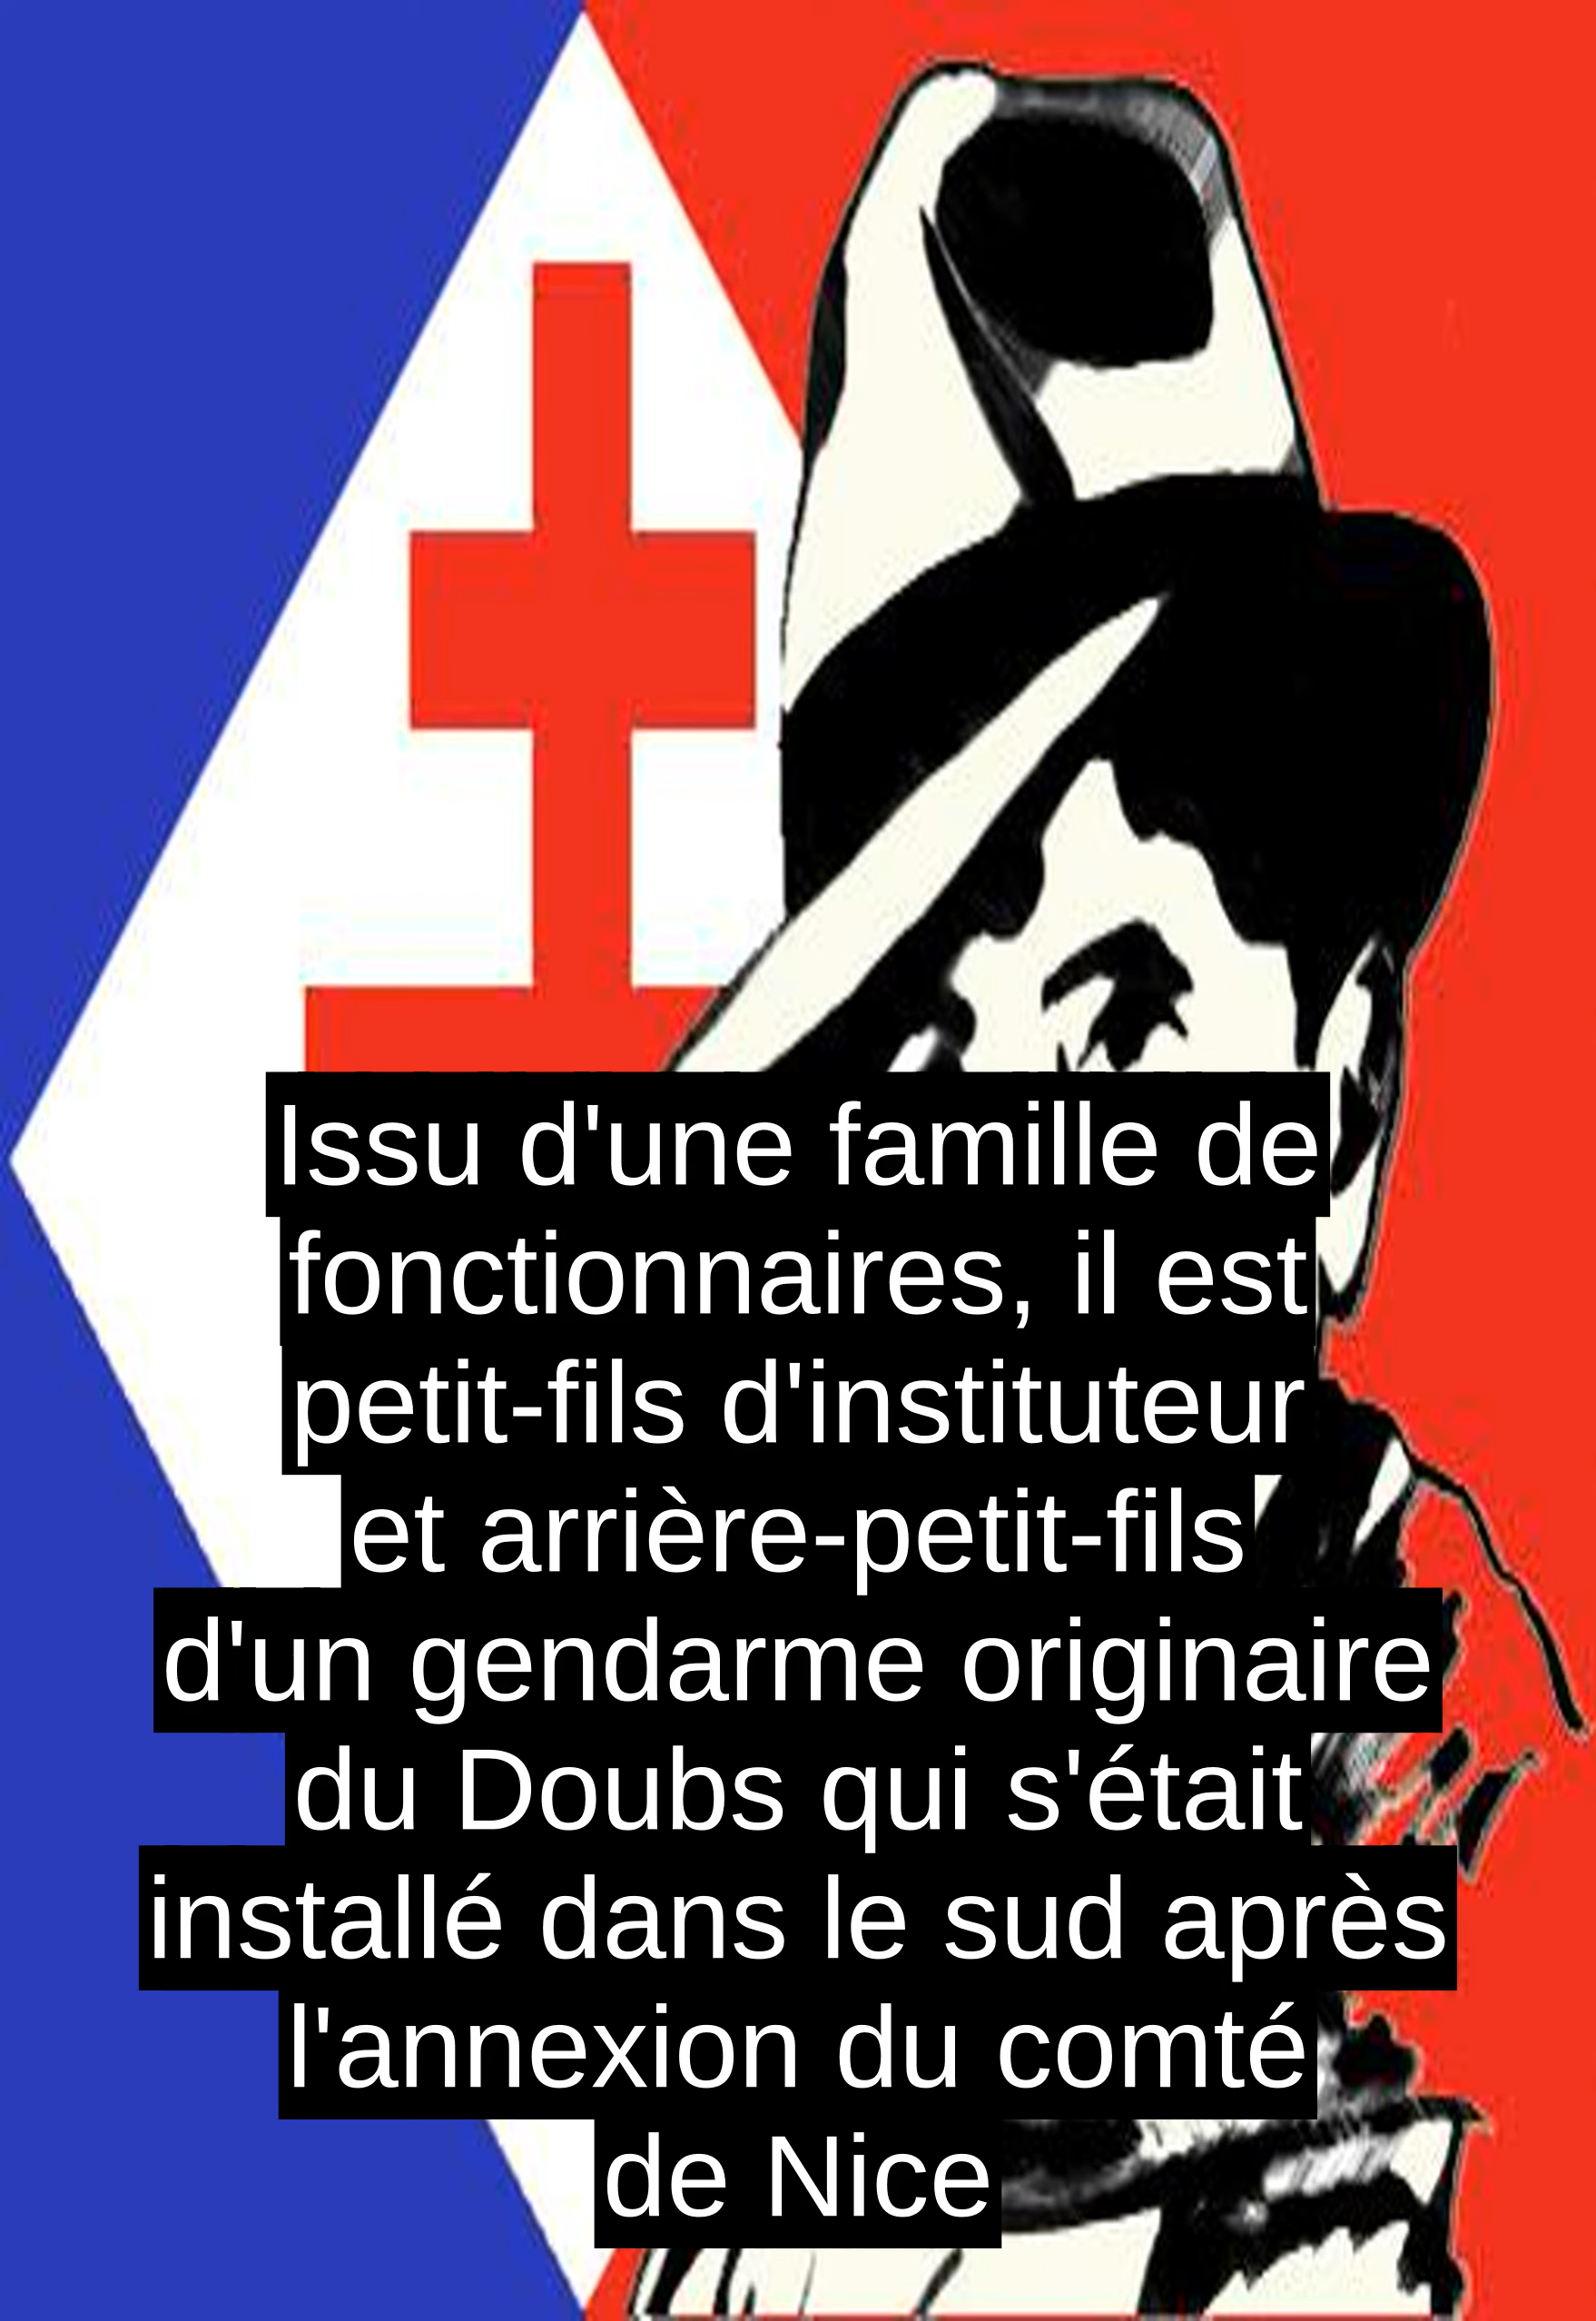 Issu d'une famille de
fonctionnaires, il est
petit-fils d'instituteur
et arrière-petit-fils
d'un gendarme originaire
du Doubs qui s'était
installé dans le sud après
l'annexion du comté
de Nice